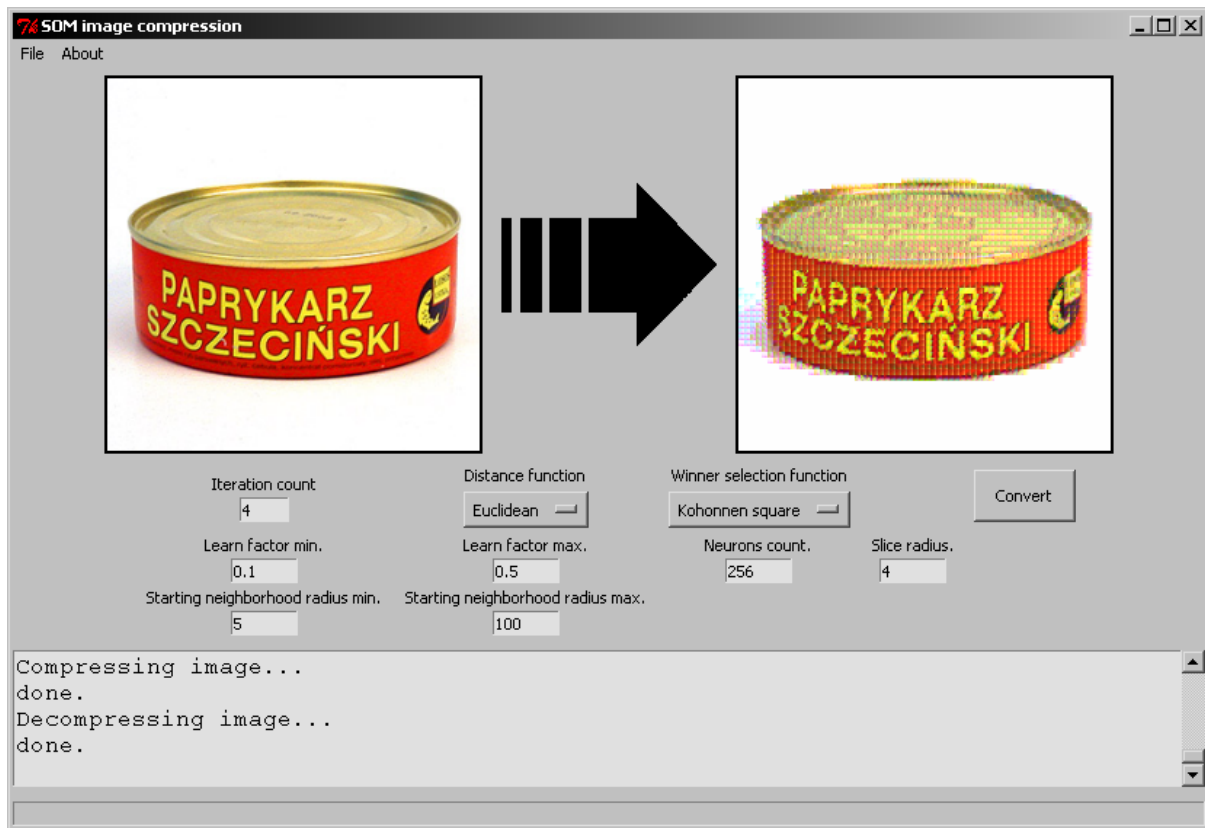 SOM image compression
File About
PAPRYKARZ
SZCZECIŃSKI
PAPRYKARZ
SZCZECIŃSKI
Iteration count
4
Distance function
Euclidean
Winner selection function
Kohonnen square
Convert
Learn factor min.
0.1
Learn factor max.
0.5
Neurons count.
256
Slice radius.
4
Starting neighborhood radius min.
5
Starting neighborhood radius max.
100
Compressing image...
done.
Decompressing image...
done.